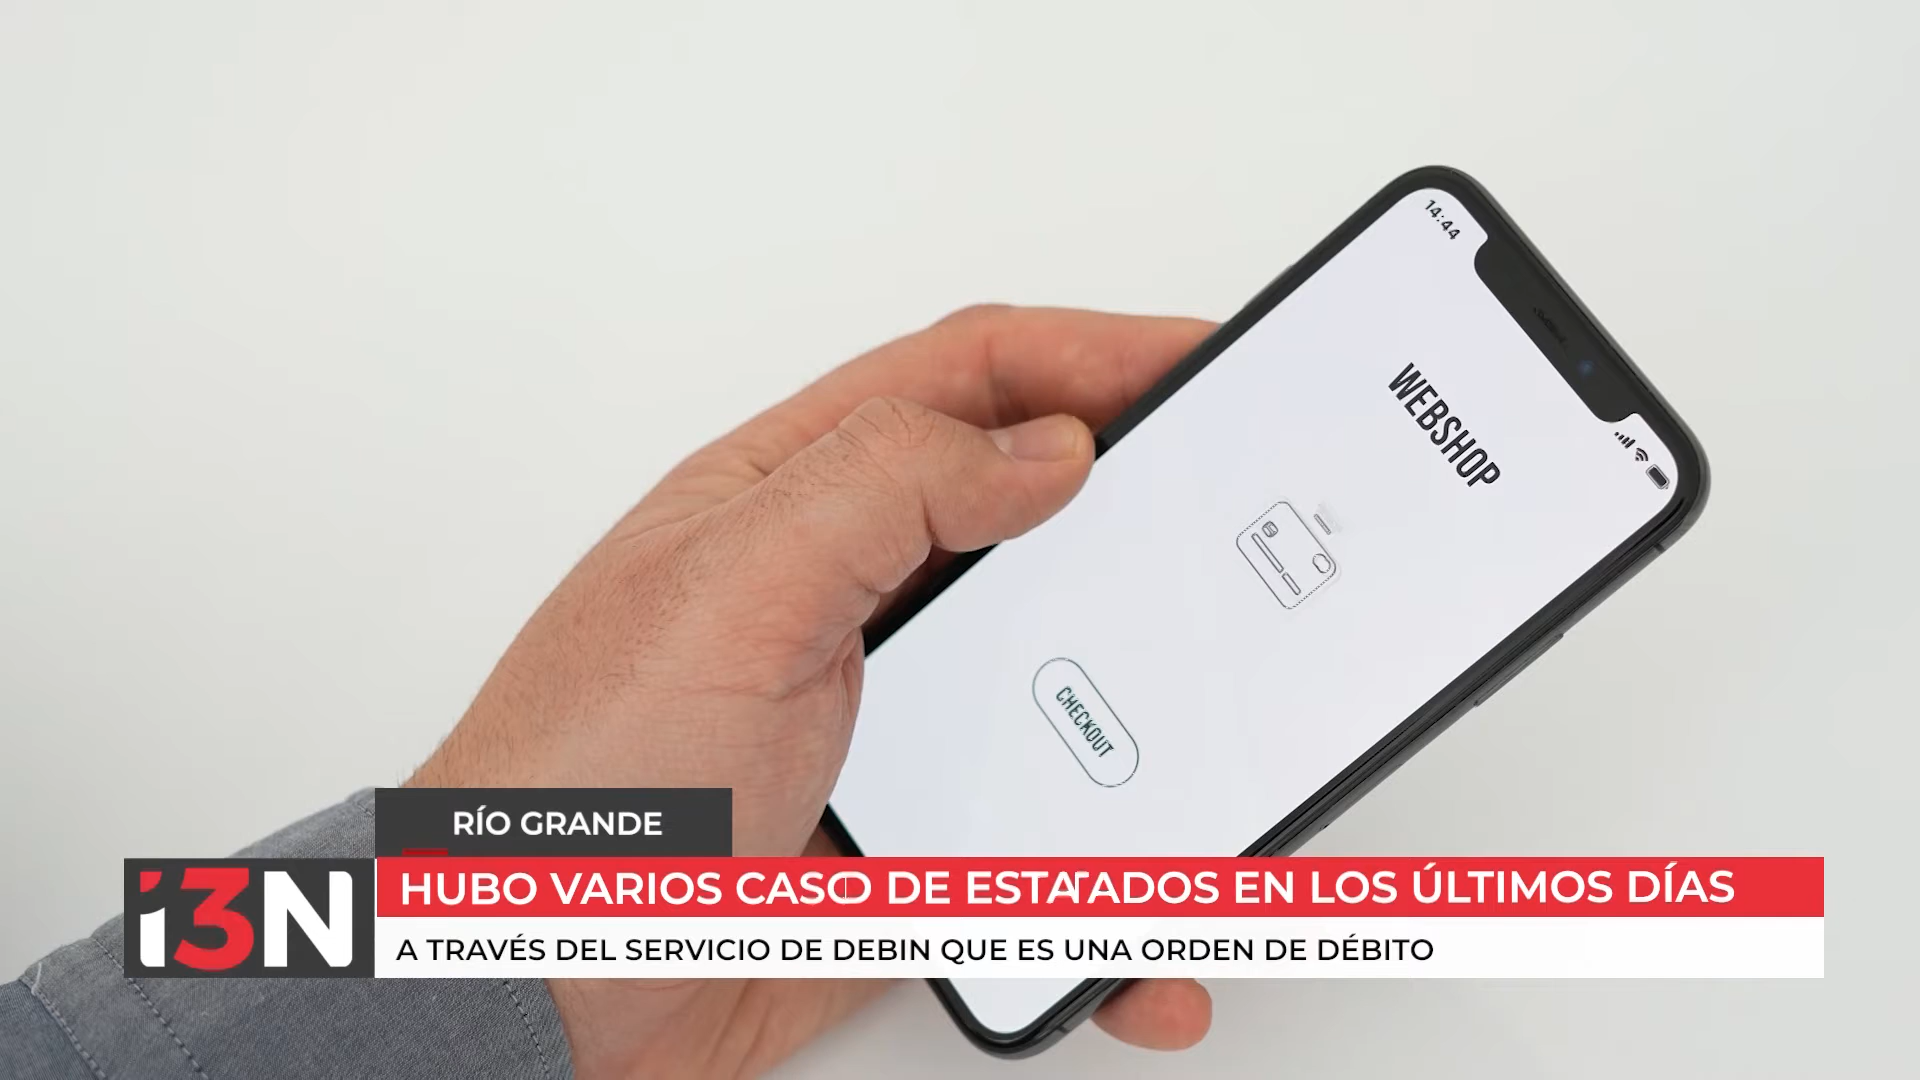 14:44
WEBSHOP
CHECKOUT
RÍO GRANDE
i3N
HUBO VARIOS CASO DE ESTATADOS EN LOS ÚLTIMOS DÍAS
A TRAVÉS DEL SERVICIO DE DEBIN QUE ES UNA ORDEN DE DÉBITO